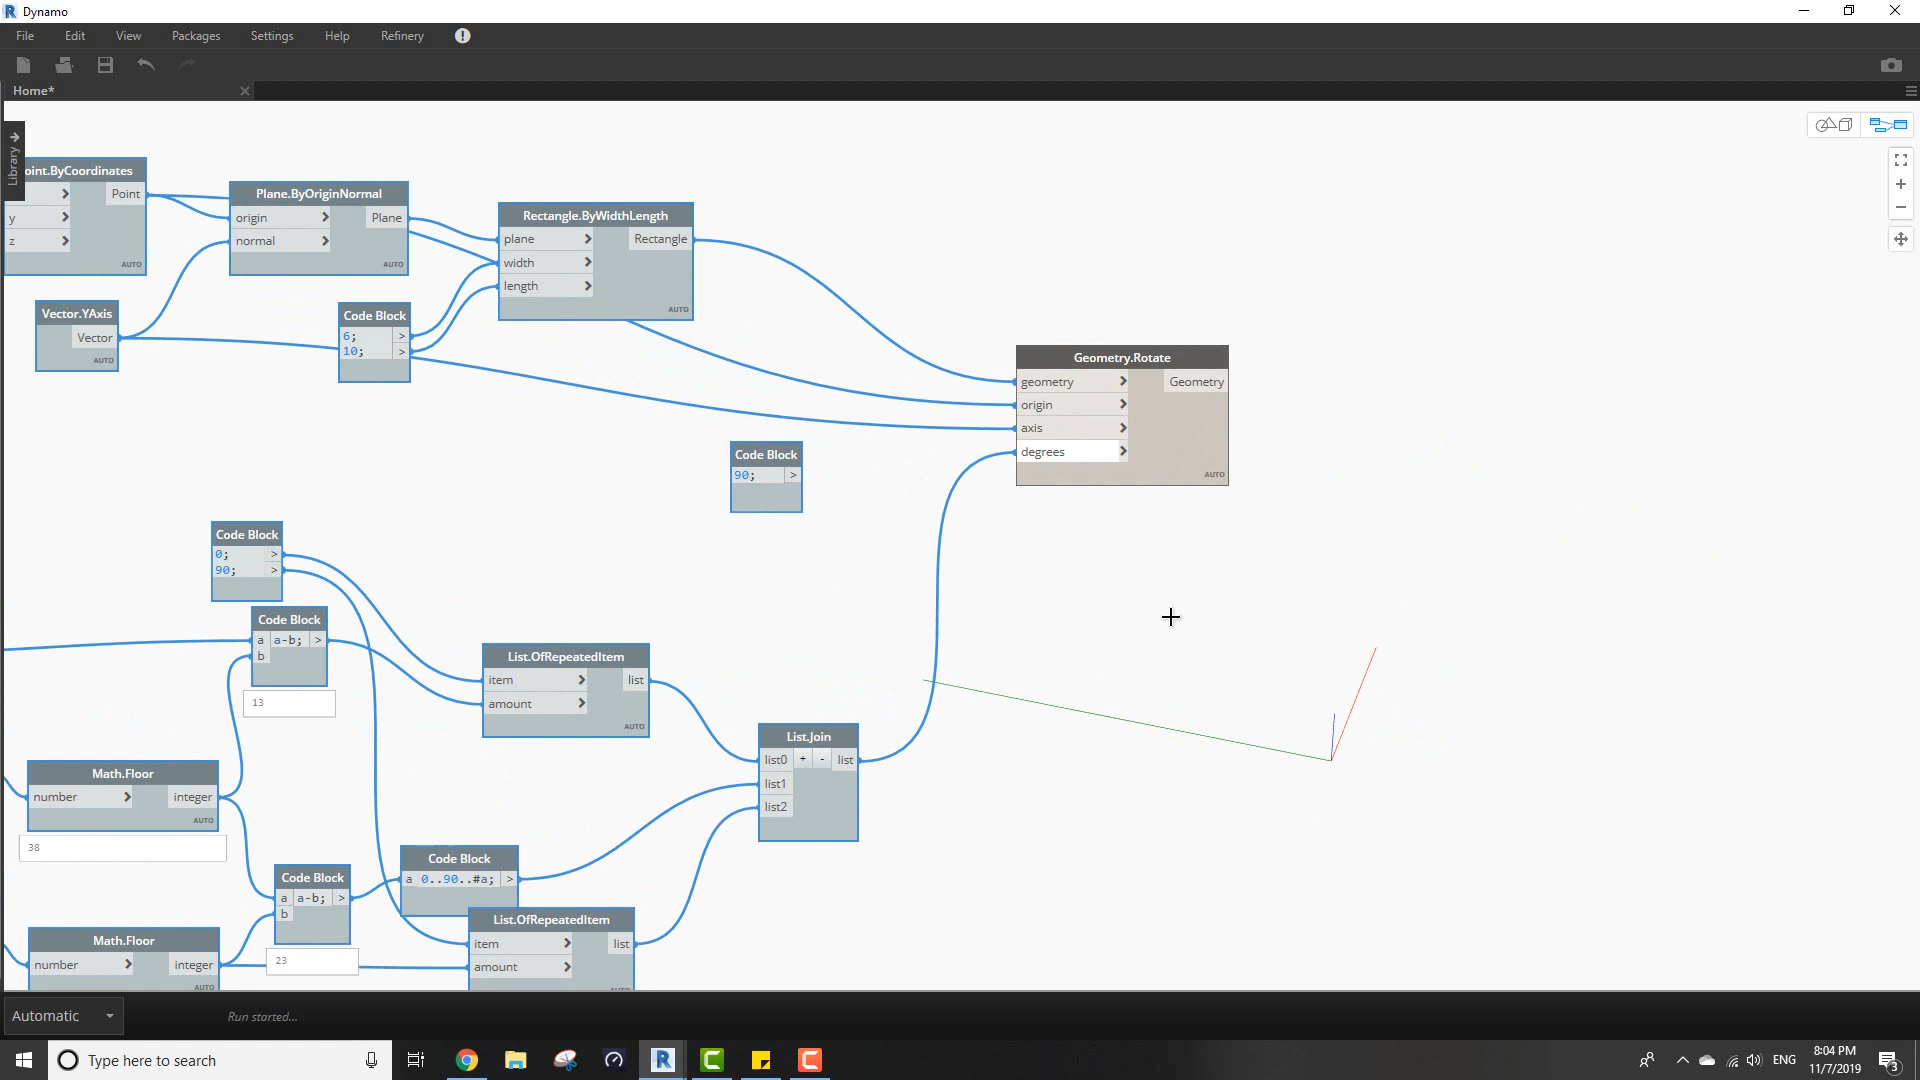 Dynamo
File Edit View Packages Settings Help Refinery
Home*
Library
oint.ByCoordinates
Point
y
z
AUTO
Plane.ByOriginNormal
origin Plane
normal
AUTO
Rectangle.ByWidthLength
plane Rectangle
width
length
AUTO
Vector.YAxis
Vector
AUTO
Code Block
6; >
10; >
Geometry.Rotate
geometry Geometry
origin
axis
degrees
AUTO
Code Block
90; >
Code Block
0; >
90; >
Code Block
a a-b; >
b
13
List.OfRepeatedItem
item list
amount
AUTO
List.Join
list0 + - list
list1
list2
Math.Floor
number integer
AUTO
38
Code Block
a 0..90..#a; >
Code Block
a a-b; >
b
23
List.OfRepeatedItem
item list
amount
AUTO
Math.Floor
number integer
AUTO
Automatic
Run started...
Type here to search
ENG
8:04 PM
11/7/2019
3